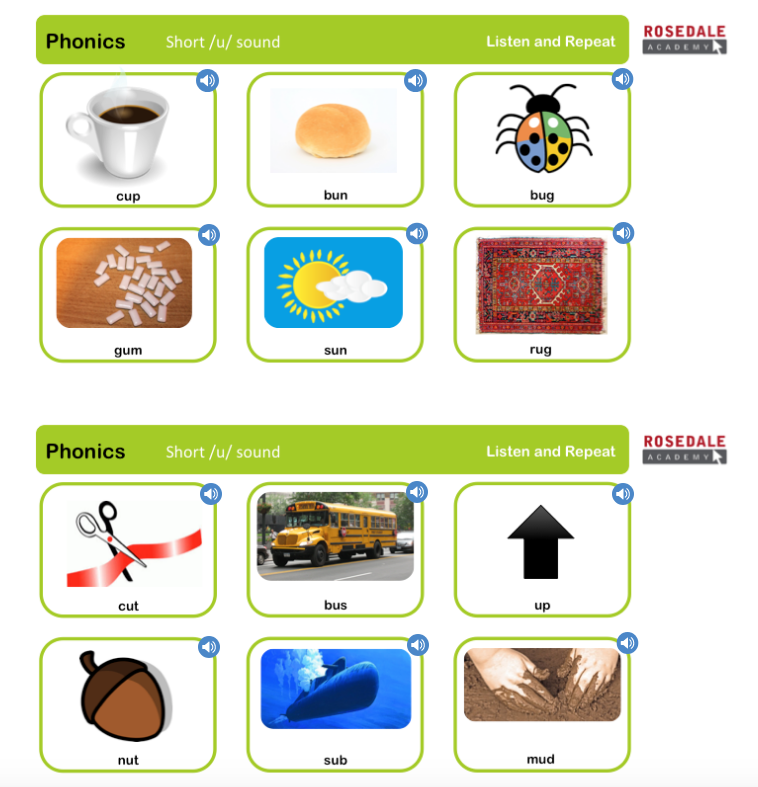 Phonics Short /u/ sound Listen and Repeat
ROSEDALE
ACADEMY
cup bun bug
gum sun rug
Phonics Short /u/ sound Listen and Repeat
ROSEDALE
ACADEMY
cut bus up
nut sub mud